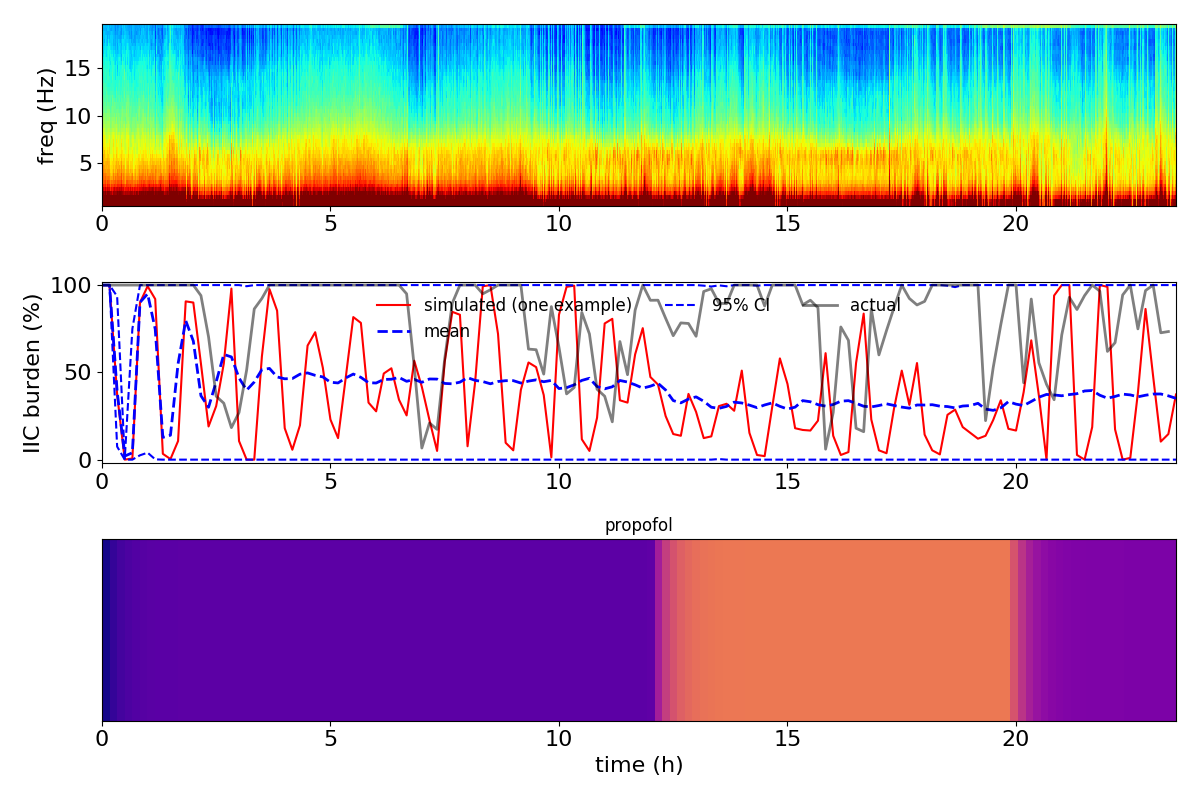 freq (Hz)
15
10
5
0 5 10 15 20
IIC burden (%)
100
50
0
simulated (one example) 95% CI actual
mean
0 5 10 15 20
propofol
0 5 10 15 20
time (h)